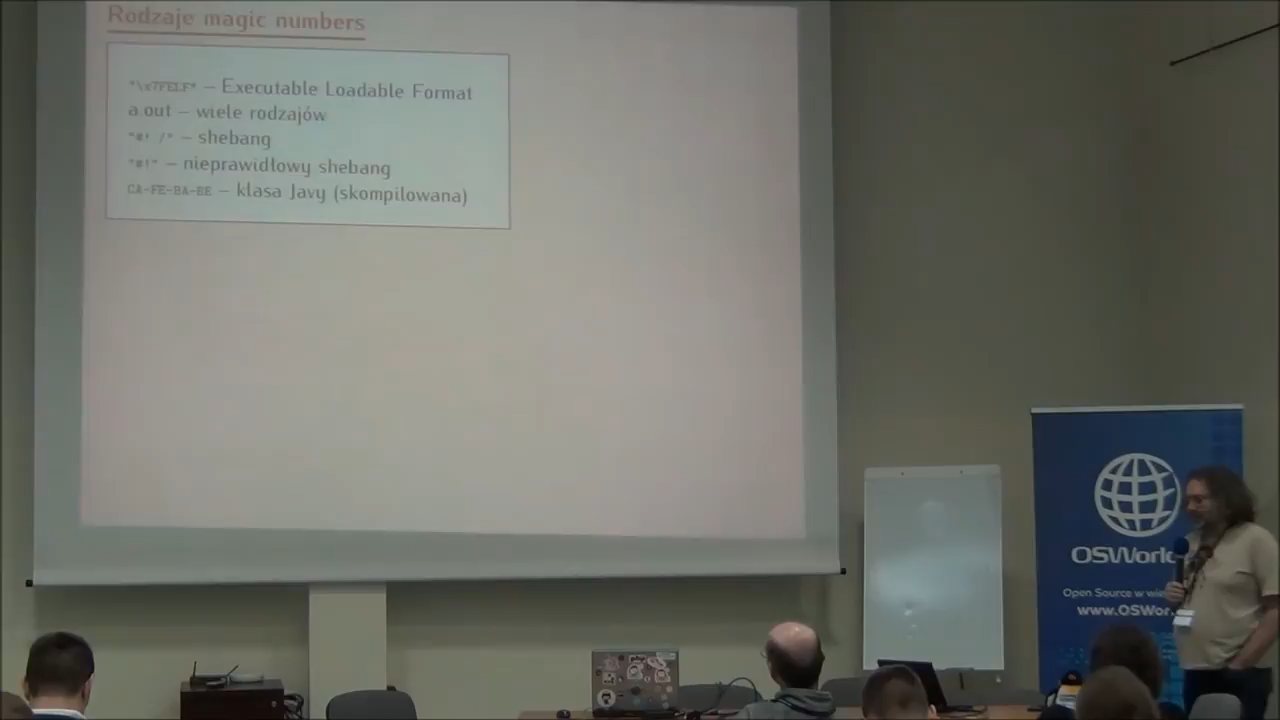 Rodzaje magic numbers
"\x7FELF" – Executable Loadable Format
a.out – wiele rodzajów
"#! /" – shebang
"#!" – nieprawidłowy shebang
CA-FE-BA-BE – klasa Javy (skompilowana)
OSWorld
Open Source w
www.OSWor